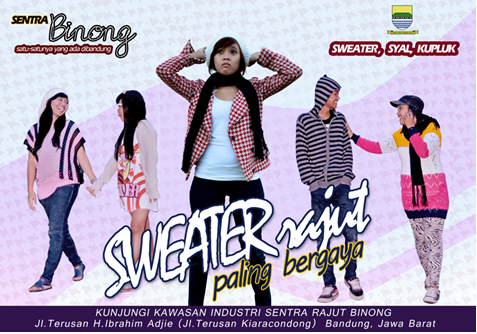 SENTRA
Binong
satu-satunya yang ada dibandung
SWEATER, SYAL, KUPLUK
SWEATER rajut
paling bergaya
KUNJUNGI KAWASAN INDUSTRI SENTRA RAJUT BINONG
Jl.Terusan H.Ibrahim Adjie (Jl.Terusan Kiaracondong) Bandung, Jawa Barat